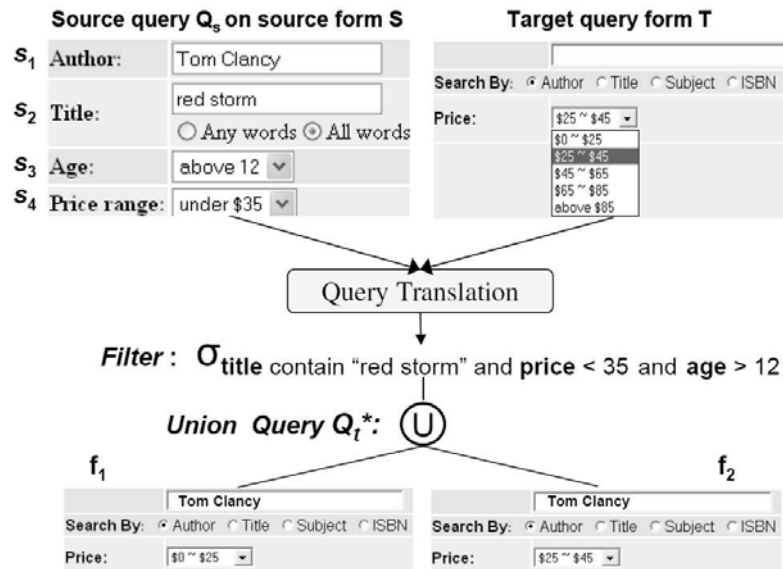 Source query Qs on source form S
Target query form T
s1 Author: Tom Clancy
s2 Title: red storm
Any words All words
s3 Age: above 12
s4 Price range: under $35
Search By: Author Title Subject ISBN
Price: $25 ~ $45
$0 ~ $25
$25 ~ $45
$45 ~ $65
$65 ~ $85
above $85
Query Translation
Filter : σ title contain “red storm” and price < 35 and age > 12
Union Query Qt*: U
f1
Tom Clancy
Search By: Author Title Subject ISBN
Price: $0 ~ $25
f2
Tom Clancy
Search By: Author Title Subject ISBN
Price: $25 ~ $45